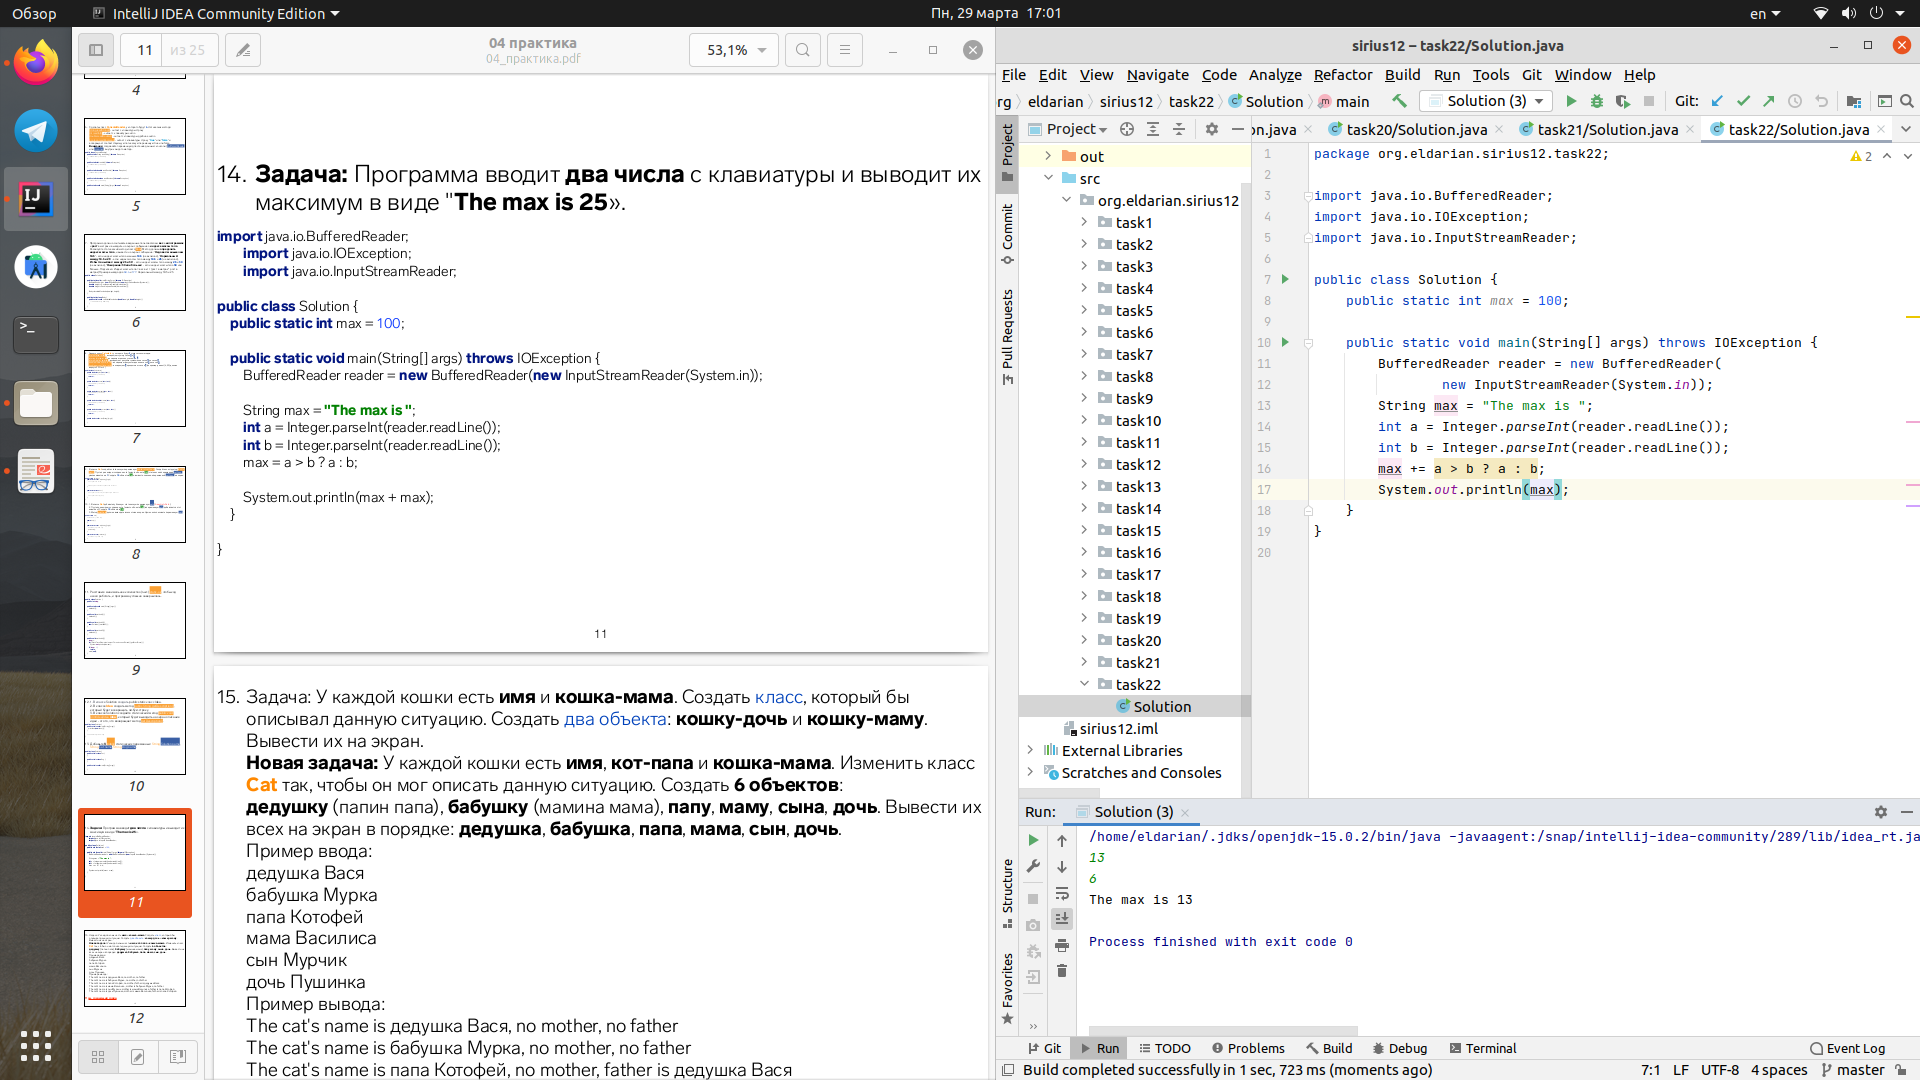 Обзор
IntelliJ IDEA Community Edition
Пн, 29 марта 17:01
en
11 из 25
04 практика
04_практика.pdf
53,1%
4
5
6
7
8
9
10
11
12
14. Задача: Программа вводит два числа с клавиатуры и выводит их
максимум в виде "The max is 25».
import java.io.BufferedReader;
import java.io.IOException;
import java.io.InputStreamReader;
public class Solution {
public static int max = 100;
public static void main(String[] args) throws IOException {
BufferedReader reader = new BufferedReader(new InputStreamReader(System.in));
String max = "The max is ";
int a = Integer.parseInt(reader.readLine());
int b = Integer.parseInt(reader.readLine());
max = a > b ? a : b;
System.out.println(max + max);
}
}
11
15. Задача: У каждой кошки есть имя и кошка-мама. Создать класс, который бы
описывал данную ситуацию. Создать два объекта: кошку-дочь и кошку-маму.
Вывести их на экран.
Новая задача: У каждой кошки есть имя, кот-папа и кошка-мама. Изменить класс
Cat так, чтобы он мог описать данную ситуацию. Создать 6 объектов:
дедушку (папин папа), бабушку (мамина мама), папу, маму, сына, дочь. Вывести их
всех на экран в порядке: дедушка, бабушка, папа, мама, сын, дочь.
Пример ввода:
дедушка Вася
бабушка Мурка
папа Котофей
мама Василиса
сын Мурчик
дочь Пушинка
Пример вывода:
The cat's name is дедушка Вася, no mother, no father
The cat's name is бабушка Мурка, no mother, no father
The cat's name is папа Котофей, no mother, father is дедушка Вася
sirius12 – task22/Solution.java
File Edit View Navigate Code Analyze Refactor Build Run Tools Git Window Help
rg eldarian sirius12 task22 Solution main
Solution (3)
Git:
Project
on.java
task20/Solution.java
task21/Solution.java
task22/Solution.java
Project
Commit
Pull Requests
Structure
Favorites
out
src
org.eldarian.sirius12
task1
task2
task3
task4
task5
task6
task7
task8
task9
task10
task11
task12
task13
task14
task15
task16
task17
task18
task19
task20
task21
task22
Solution
sirius12.iml
External Libraries
Scratches and Consoles
2
1 package org.eldarian.sirius12.task22;
2
3 import java.io.BufferedReader;
4 import java.io.IOException;
5 import java.io.InputStreamReader;
6
7 public class Solution {
8 public static int max = 100;
9
10 public static void main(String[] args) throws IOException {
11 BufferedReader reader = new BufferedReader(
12 new InputStreamReader(System.in));
13 String max = "The max is ";
14 int a = Integer.parseInt(reader.readLine());
15 int b = Integer.parseInt(reader.readLine());
16 max += a > b ? a : b;
17 System.out.println(max);
18 }
19 }
20
Run: Solution (3)
/home/eldarian/.jdks/openjdk-15.0.2/bin/java -javaagent:/snap/intellij-idea-community/289/lib/idea_rt.ja
13
6
The max is 13
Process finished with exit code 0
Git Run TODO Problems Build Debug Terminal Event Log
Build completed successfully in 1 sec, 723 ms (moments ago)
7:1 LF UTF-8 4 spaces master